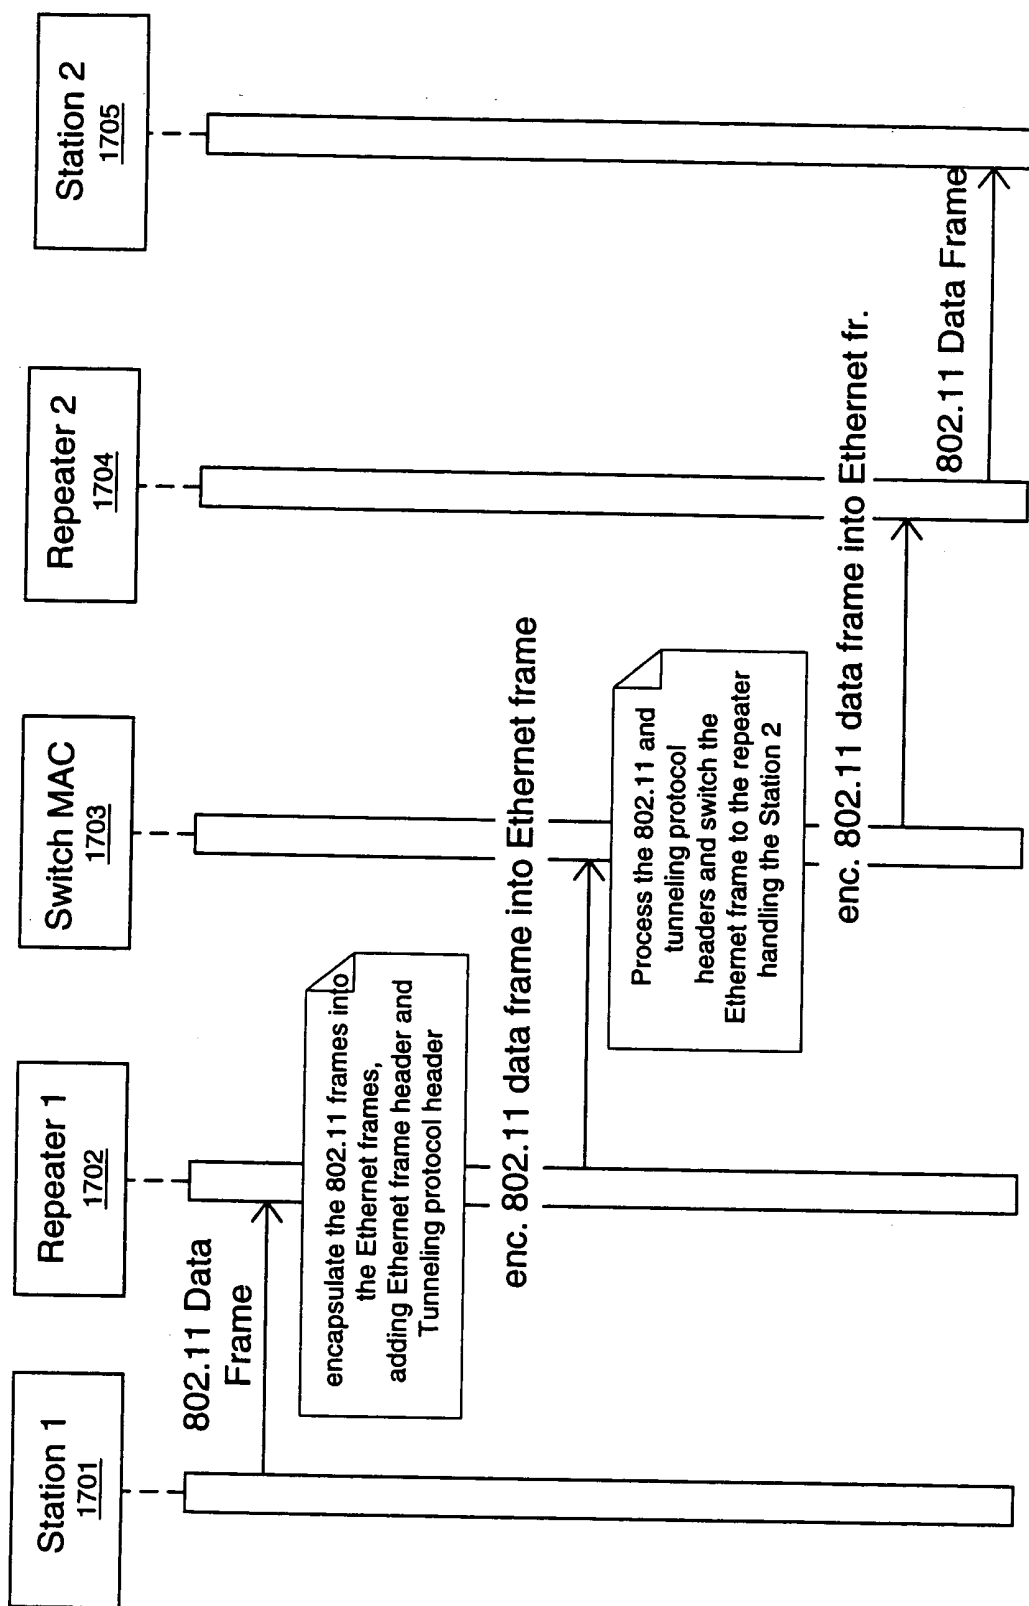 Station 1
1701
Repeater 1
1702
Switch MAC
1703
Repeater 2
1704
Station 2
1705
802.11 Data
Frame
encapsulate the 802.11 frames into
the Ethernet frames,
adding Ethernet frame header and
Tunneling protocol header
enc. 802.11 data frame into Ethernet frame
Process the 802.11 and
tunneling protocol
headers and switch the
Ethernet frame to the repeater
handling the Station 2
enc. 802.11 data frame into Ethernet fr.
802.11 Data Frame